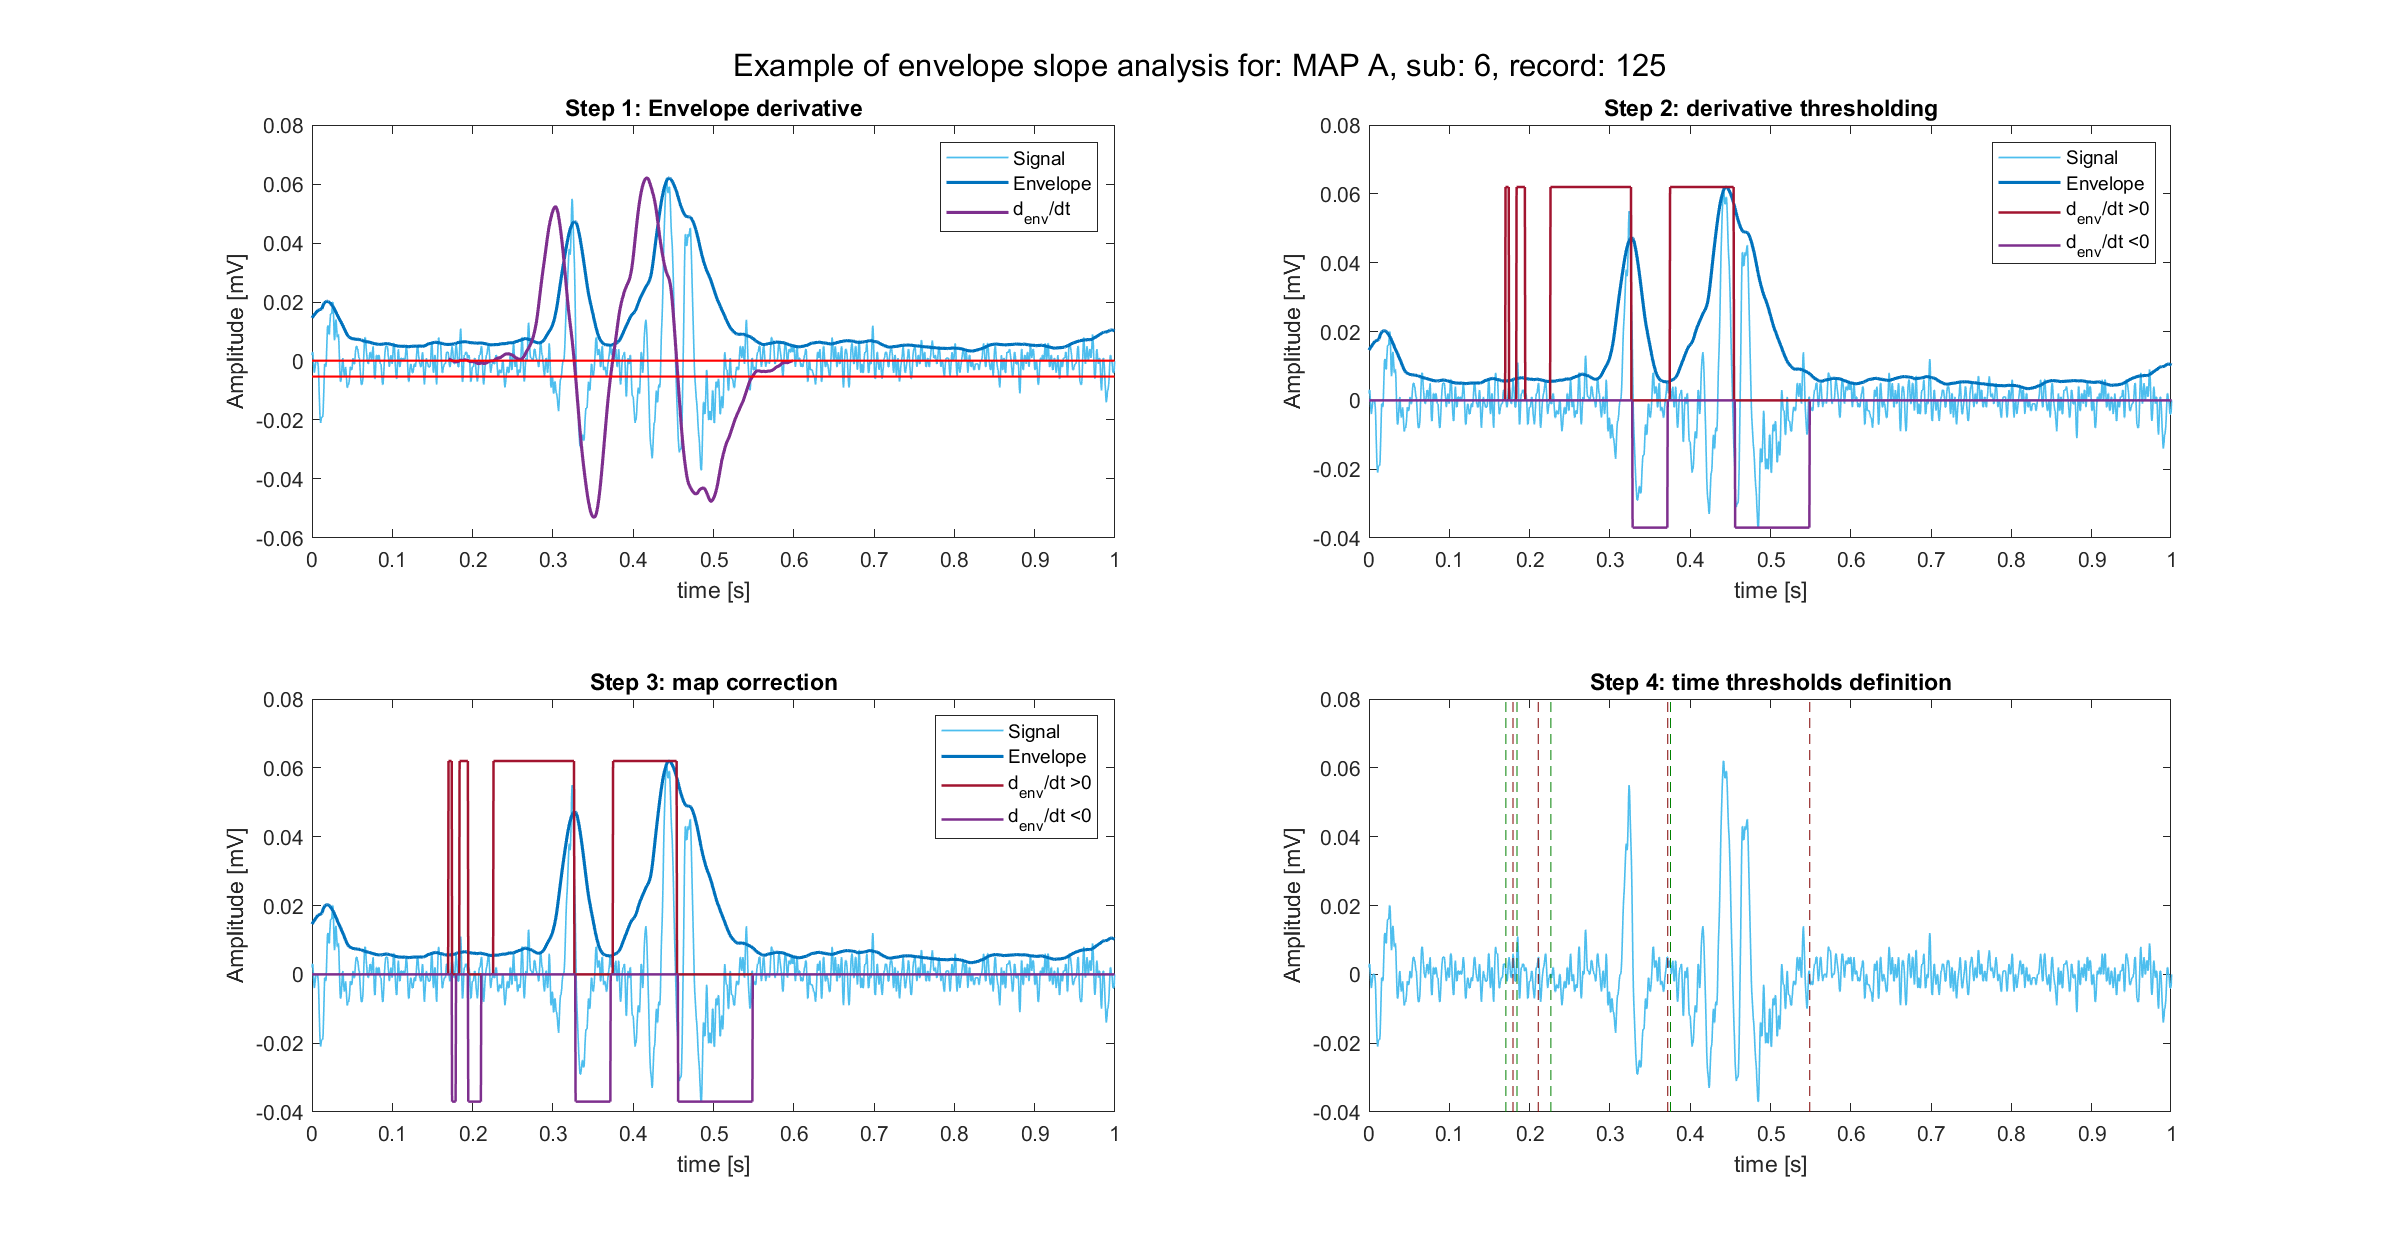 Example of envelope slope analysis for: MAP A, sub: 6, record: 125
Step 1: Envelope derivative
0.08
0.06
0.04
0.02
0
-0.02
-0.04
-0.06
Amplitude [mV]
0 0.1 0.2 0.3 0.4 0.5 0.6 0.7 0.8 0.9 1
time [s]
Signal
Envelope
d_env/dt
Step 2: derivative thresholding
0.08
0.06
0.04
0.02
0
-0.02
-0.04
Amplitude [mV]
0 0.1 0.2 0.3 0.4 0.5 0.6 0.7 0.8 0.9 1
time [s]
Signal
Envelope
d_env/dt >0
d_env/dt <0
Step 3: map correction
0.08
0.06
0.04
0.02
0
-0.02
-0.04
Amplitude [mV]
0 0.1 0.2 0.3 0.4 0.5 0.6 0.7 0.8 0.9 1
time [s]
Signal
Envelope
d_env/dt >0
d_env/dt <0
Step 4: time thresholds definition
0.08
0.06
0.04
0.02
0
-0.02
-0.04
Amplitude [mV]
0 0.1 0.2 0.3 0.4 0.5 0.6 0.7 0.8 0.9 1
time [s]